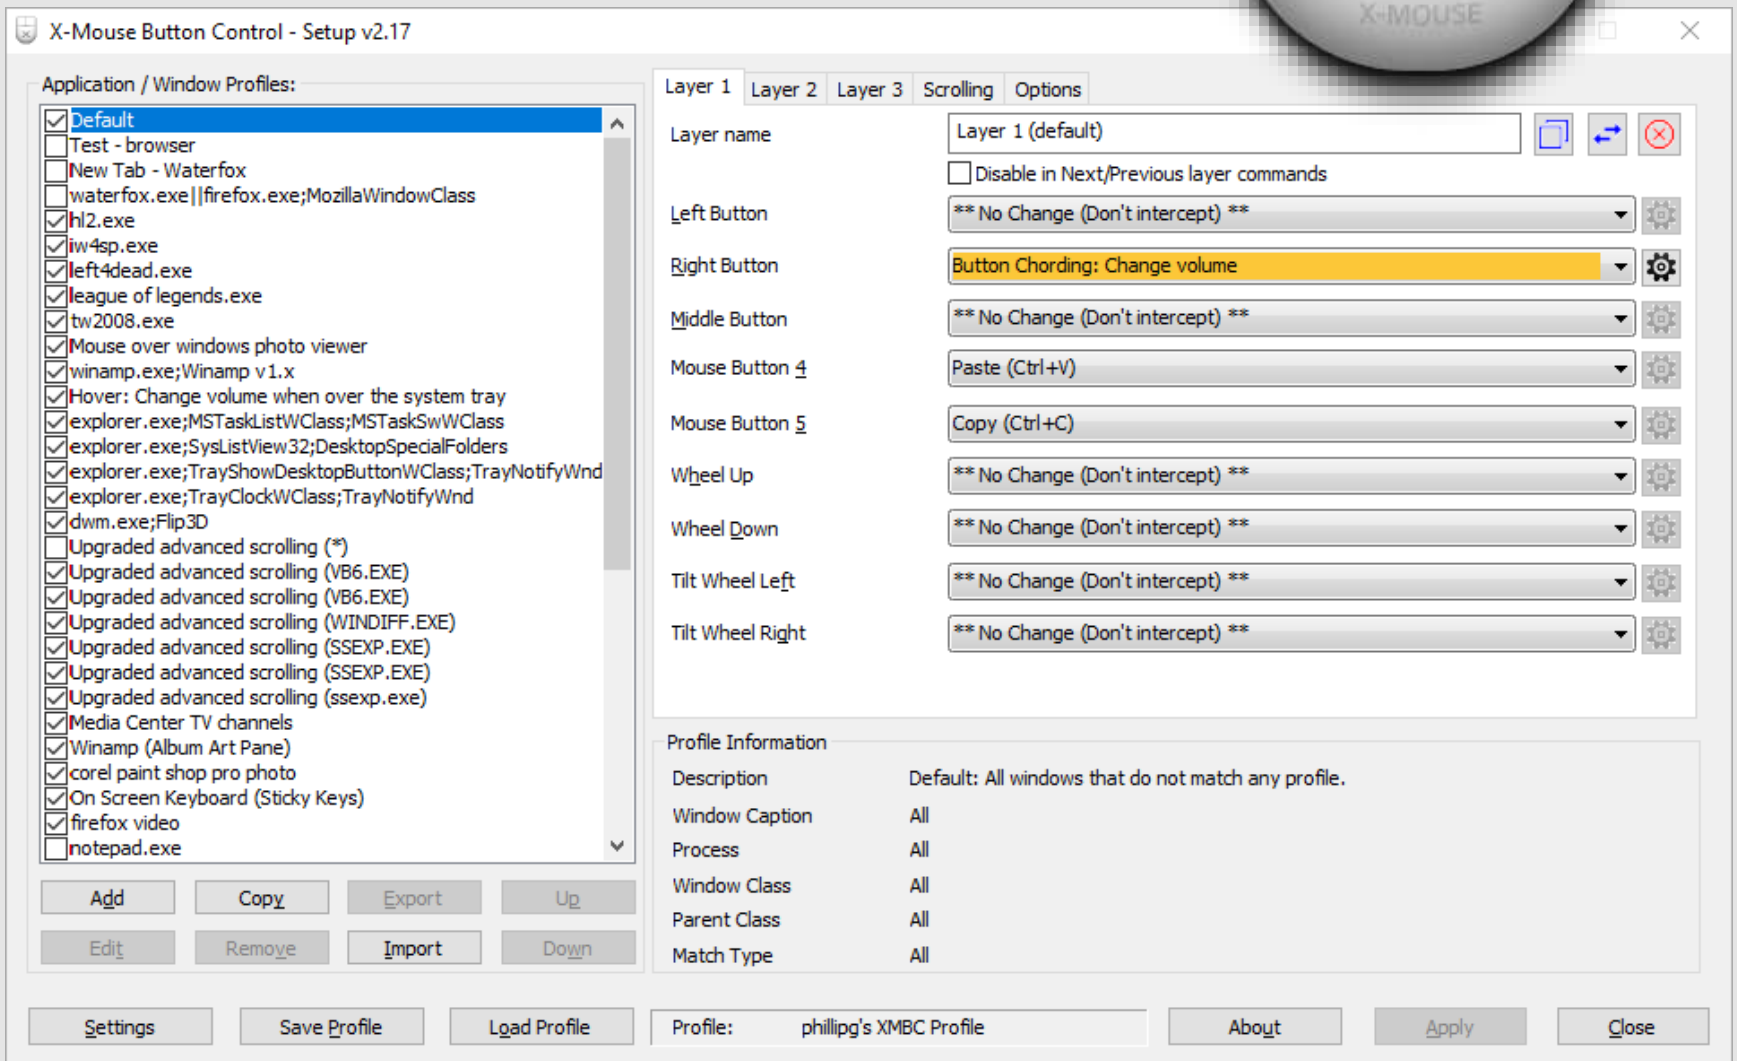 X-MOUSE
X-Mouse Button Control - Setup v2.17
Application / Window Profiles:
Default
Test - browser
New Tab - Waterfox
waterfox.exe||firefox.exe;MozillaWindowClass
hl2.exe
iw4sp.exe
left4dead.exe
league of legends.exe
tw2008.exe
Mouse over windows photo viewer
winamp.exe;Winamp v1.x
Hover: Change volume when over the system tray
explorer.exe;MSTaskListWClass;MSTaskSwWClass
explorer.exe;SysListView32;DesktopSpecialFolders
explorer.exe;TrayShowDesktopButtonWClass;TrayNotifyWnd
explorer.exe;TrayClockWClass;TrayNotifyWnd
dwm.exe;Flip3D
Upgraded advanced scrolling (*)
Upgraded advanced scrolling (VB6.EXE)
Upgraded advanced scrolling (VB6.EXE)
Upgraded advanced scrolling (WINDIFF.EXE)
Upgraded advanced scrolling (SSEXP.EXE)
Upgraded advanced scrolling (SSEXP.EXE)
Upgraded advanced scrolling (ssexp.exe)
Media Center TV channels
Winamp (Album Art Pane)
corel paint shop pro photo
On Screen Keyboard (Sticky Keys)
firefox video
notepad.exe
Add Copy Export Up
Edit Remove Import Down
Layer 1 Layer 2 Layer 3 Scrolling Options
Layer name Layer 1 (default)
Disable in Next/Previous layer commands
Left Button ** No Change (Don't intercept) **
Right Button Button Chording: Change volume
Middle Button ** No Change (Don't intercept) **
Mouse Button 4 Paste (Ctrl+V)
Mouse Button 5 Copy (Ctrl+C)
Wheel Up ** No Change (Don't intercept) **
Wheel Down ** No Change (Don't intercept) **
Tilt Wheel Left ** No Change (Don't intercept) **
Tilt Wheel Right ** No Change (Don't intercept) **
Profile Information
Description Default: All windows that do not match any profile.
Window Caption All
Process All
Window Class All
Parent Class All
Match Type All
Settings Save Profile Load Profile Profile: phillipg's XMBC Profile About Apply Close